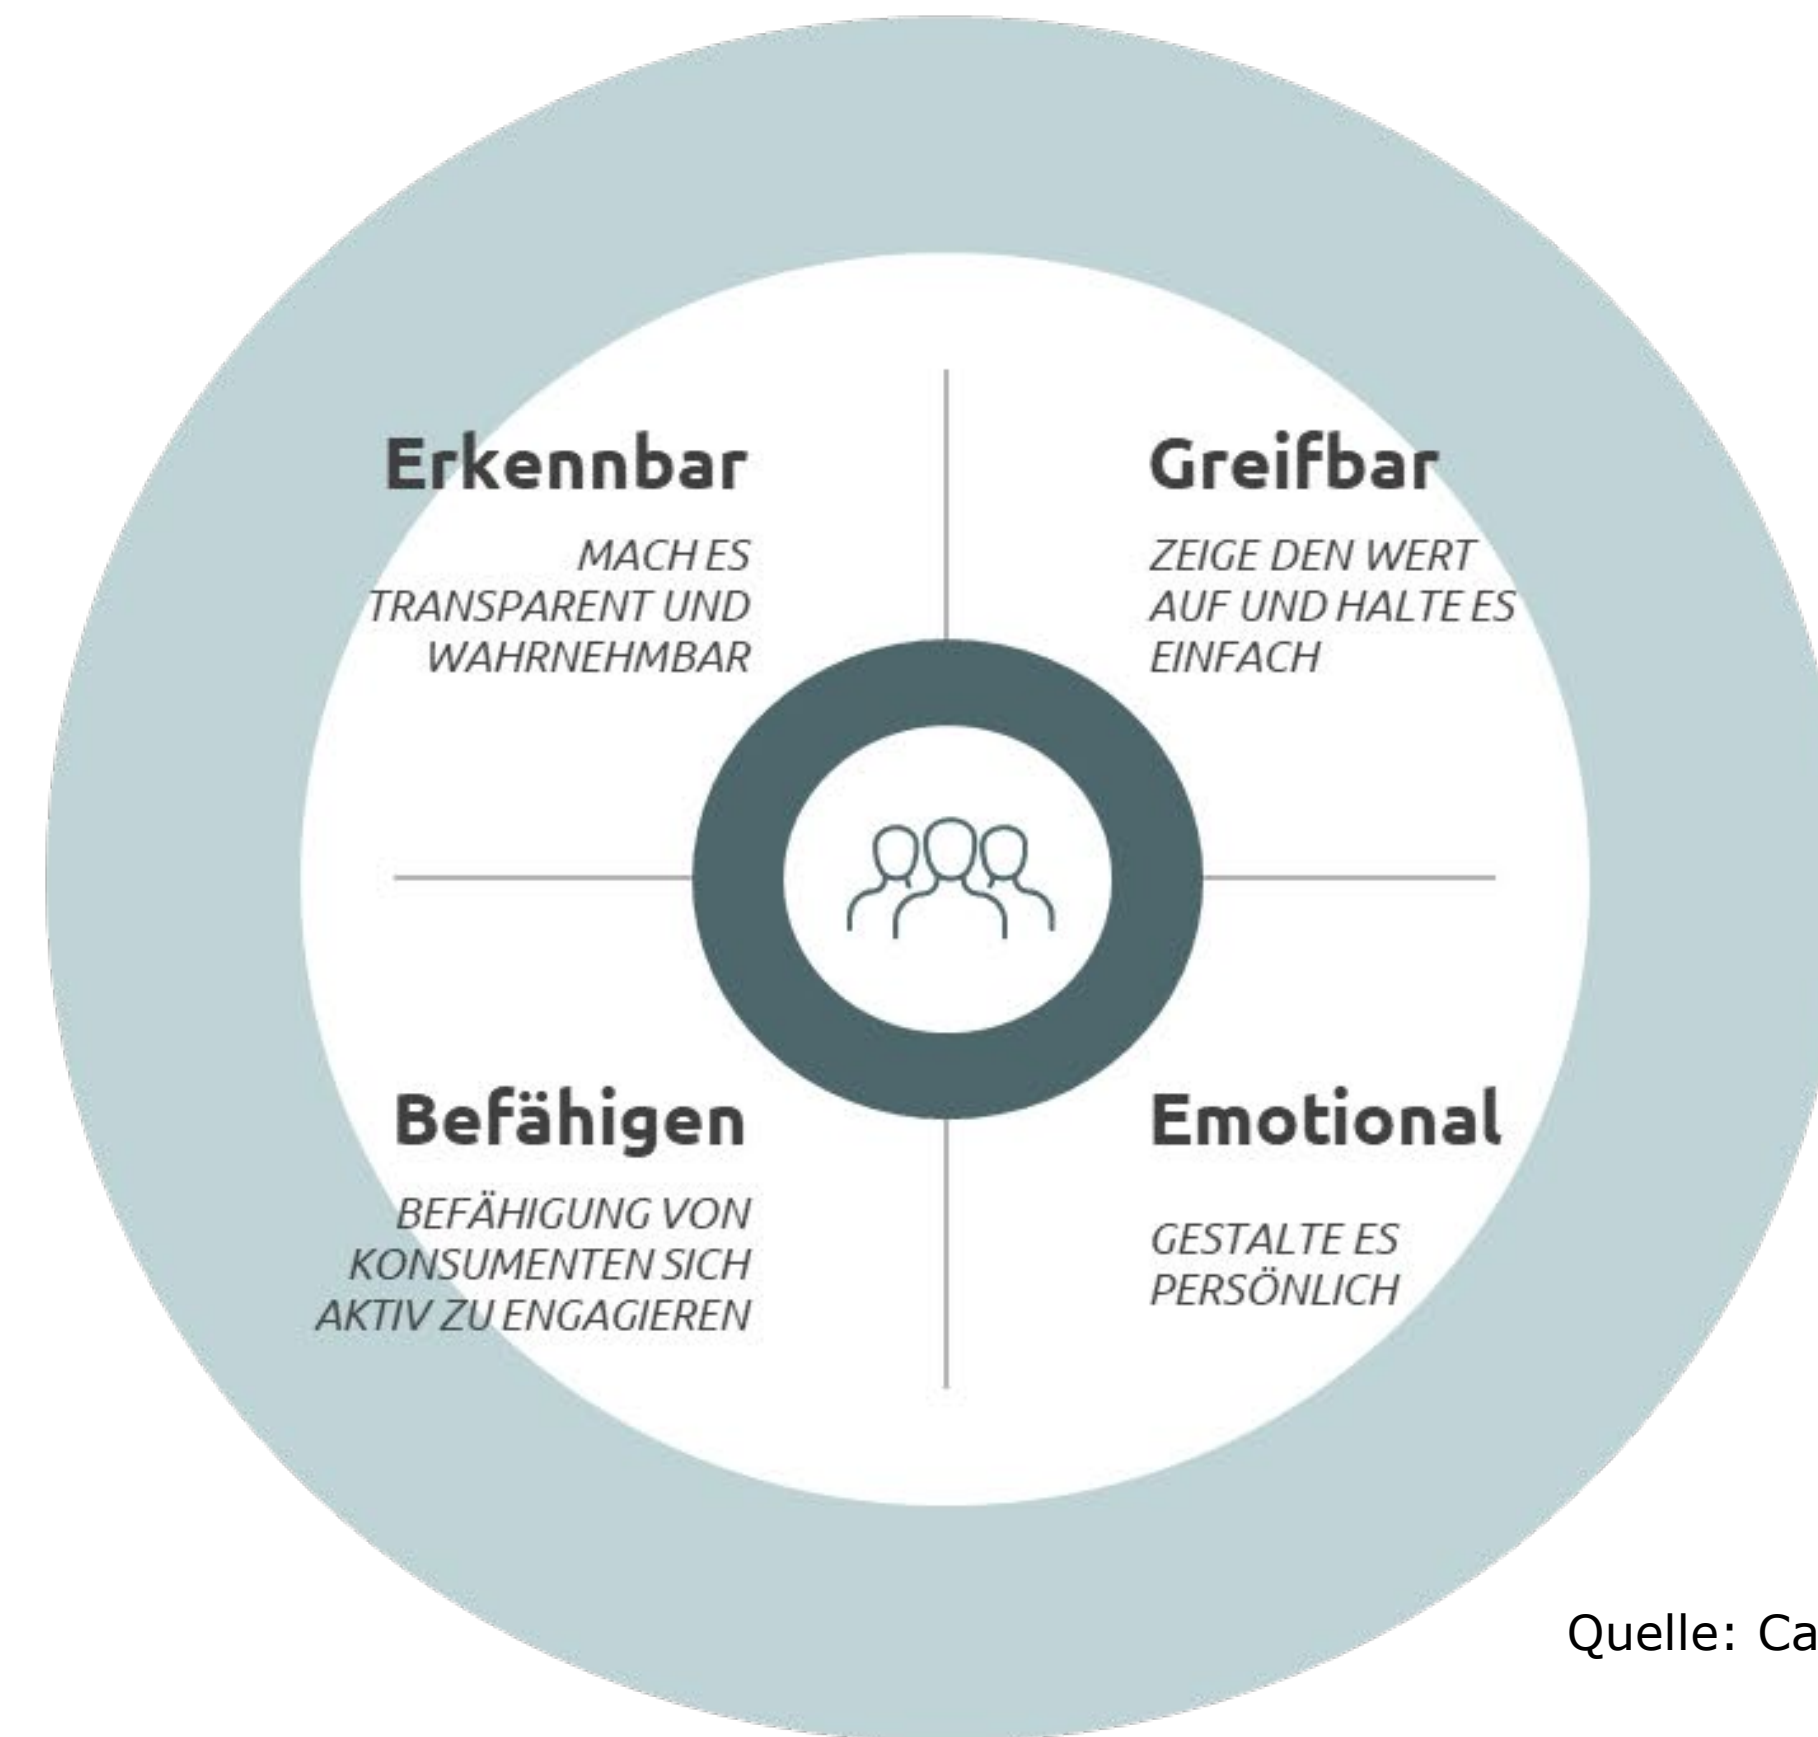 Erkennbar
MACH ES
TRANSPARENT UND
WAHRNEHMBAR
Greifbar
ZEIGE DEN WERT
AUF UND HALTE ES
EINFACH
Befähigen
BEFÄHIGUNG VON
KONSUMENTEN SICH
AKTIV ZU ENGAGIEREN
Emotional
GESTALTE ES
PERSÖNLICH
Quelle: Ca